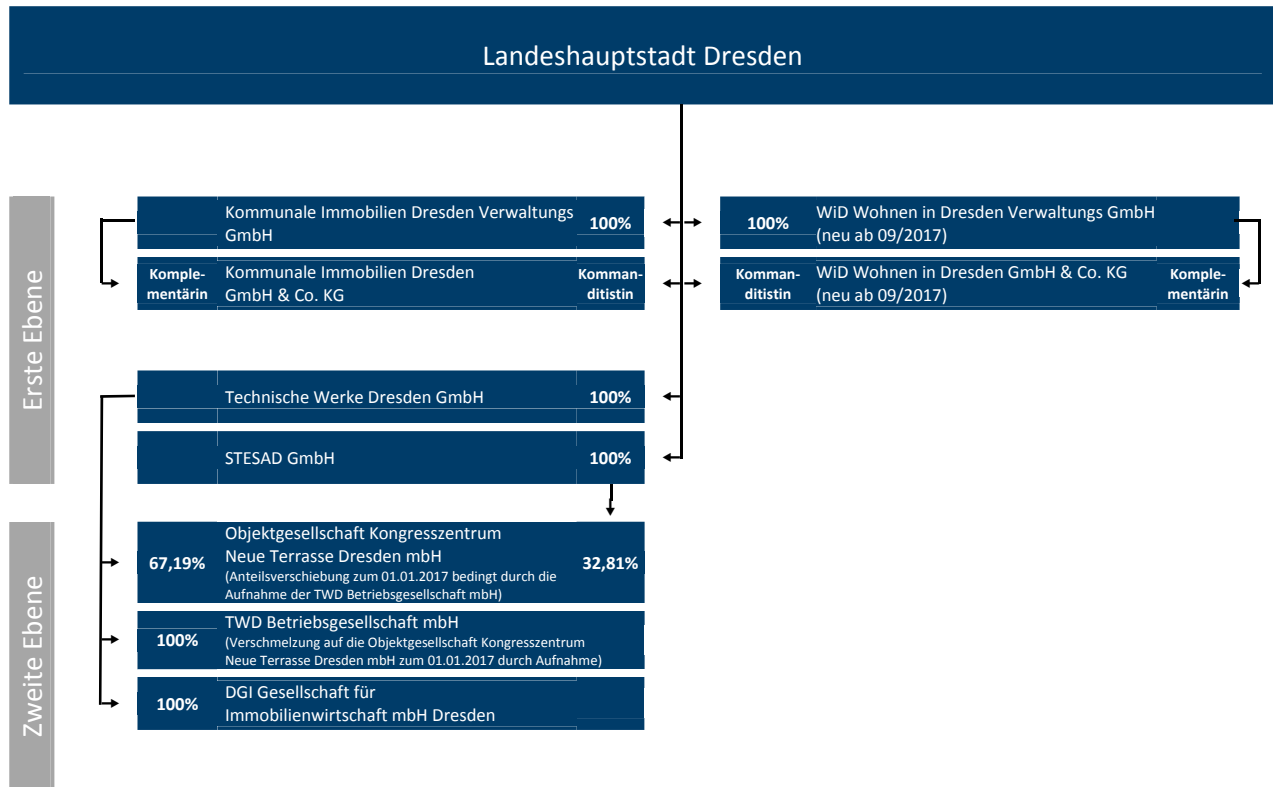 Landeshauptstadt Dresden
Erste Ebene
Kommunale Immobilien Dresden Verwaltungs
GmbH
100%
100%
WiD Wohnen in Dresden Verwaltungs GmbH
(neu ab 09/2017)
Komple-
mentärin
Kommunale Immobilien Dresden
GmbH & Co. KG
Komman-
ditistin
Komman-
ditistin
WiD Wohnen in Dresden GmbH & Co. KG
(neu ab 09/2017)
Komple-
mentärin
Technische Werke Dresden GmbH
100%
STESAD GmbH
100%
Zweite Ebene
67,19%
Objektgesellschaft Kongresszentrum
Neue Terrasse Dresden mbH
(Anteilsverschiebung zum 01.01.2017 bedingt durch die
Aufnahme der TWD Betriebsgesellschaft mbH)
32,81%
100%
TWD Betriebsgesellschaft mbH
(Verschmelzung auf die Objektgesellschaft Kongresszentrum
Neue Terrasse Dresden mbH zum 01.01.2017 durch Aufnahme)
100%
DGI Gesellschaft für
Immobilienwirtschaft mbH Dresden